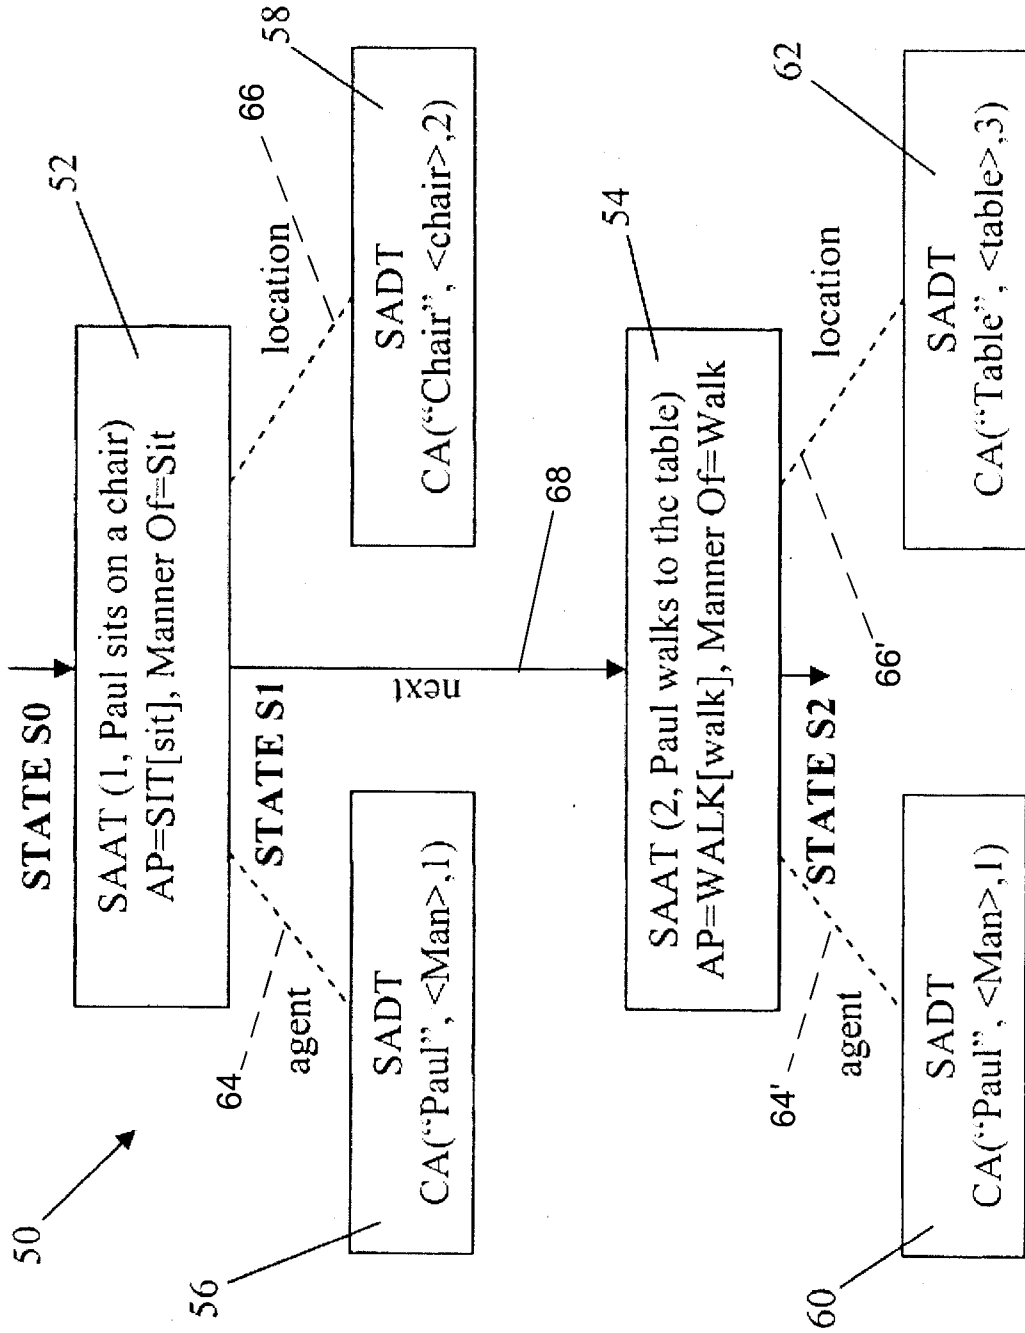 50
STATE S0
52
SAAT (1, Paul sits on a chair)
AP=SIT[sit], Manner Of=Sit
64
66
STATE S1
agent
location
56
58
SADT
CA(“Paul”, <Man>,1)
SADT
CA(“Chair”, <chair>,2)
next
68
54
SAAT (2, Paul walks to the table)
AP=WALK[walk], Manner Of=Walk
64'
STATE S2
66'
agent
location
60
62
SADT
CA(“Paul”, <Man>,1)
SADT
CA(“Table”, <table>,3)